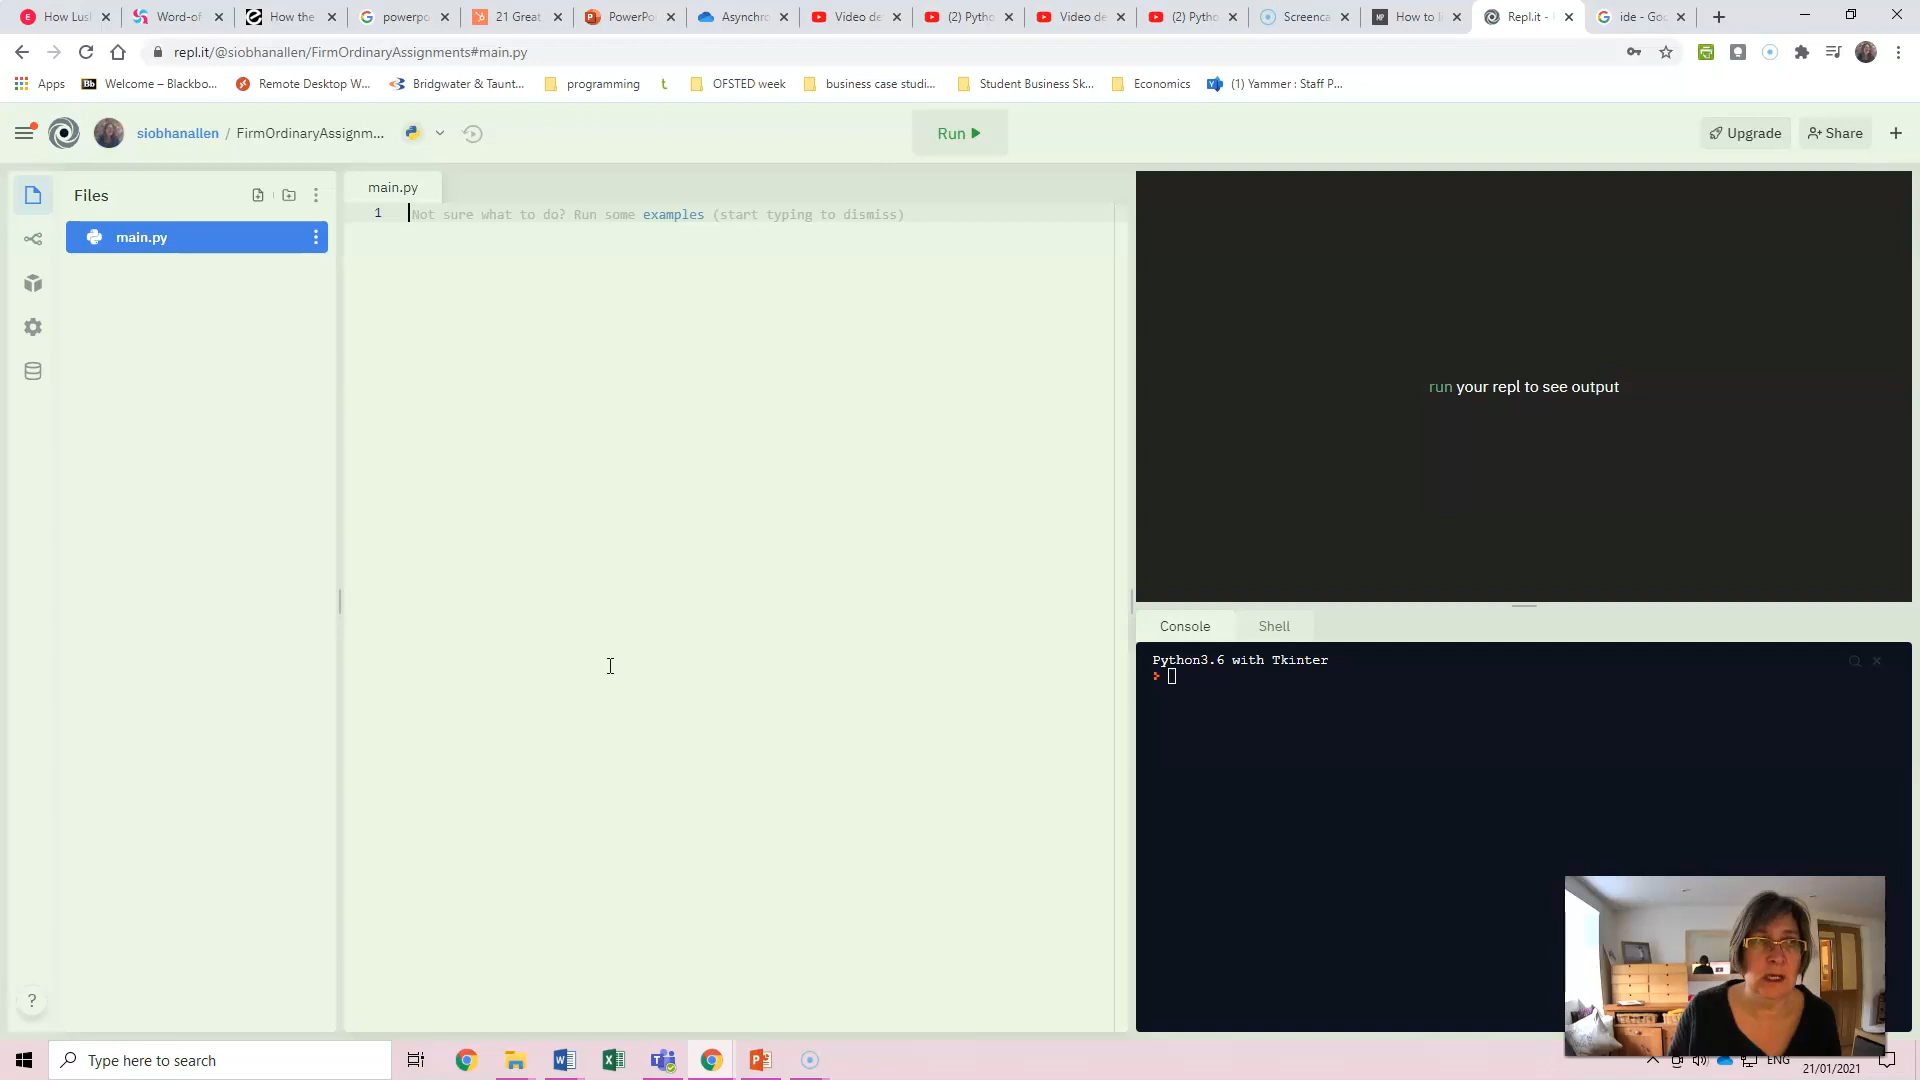 How Lus
Word-of
How the
powerpo
21 Great
PowerPo
Asynchr
Video de
(2) Pytho
Video de
(2) Pytho
Screenca
How to l
Repl.it -
ide - Goo
repl.it/@siobhanallen/FirmOrdinaryAssignments#main.py
Apps
Bb
Welcome – Blackbo...
Remote Desktop W...
Bridgwater & Taunt...
programming
t
OFSTED week
business case studi...
Student Business Sk...
Economics
(1) Yammer : Staff P...
siobhanallen / FirmOrdinaryAssignm...
Run
Upgrade
Share
Files
main.py
main.py
1
Not sure what to do? Run some examples (start typing to dismiss)
run your repl to see output
Console
Shell
Python3.6 with Tkinter
?
Type here to search
ENG
21/01/2021